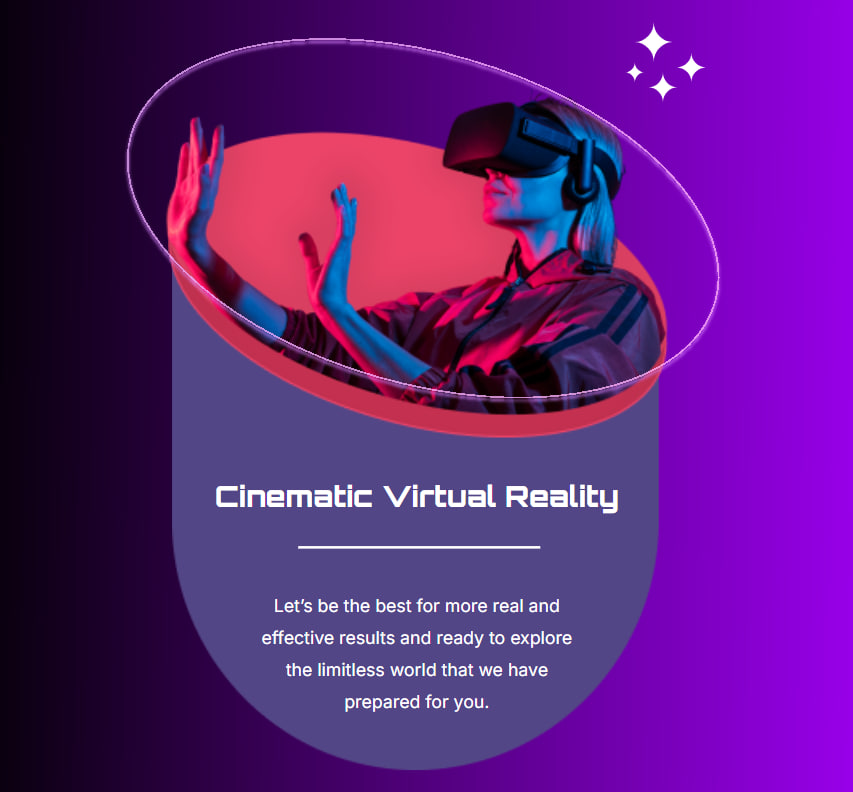 Cinematic Virtual Reality
Let’s be the best for more real and
effective results and ready to explore
the limitless world that we have
prepared for you.